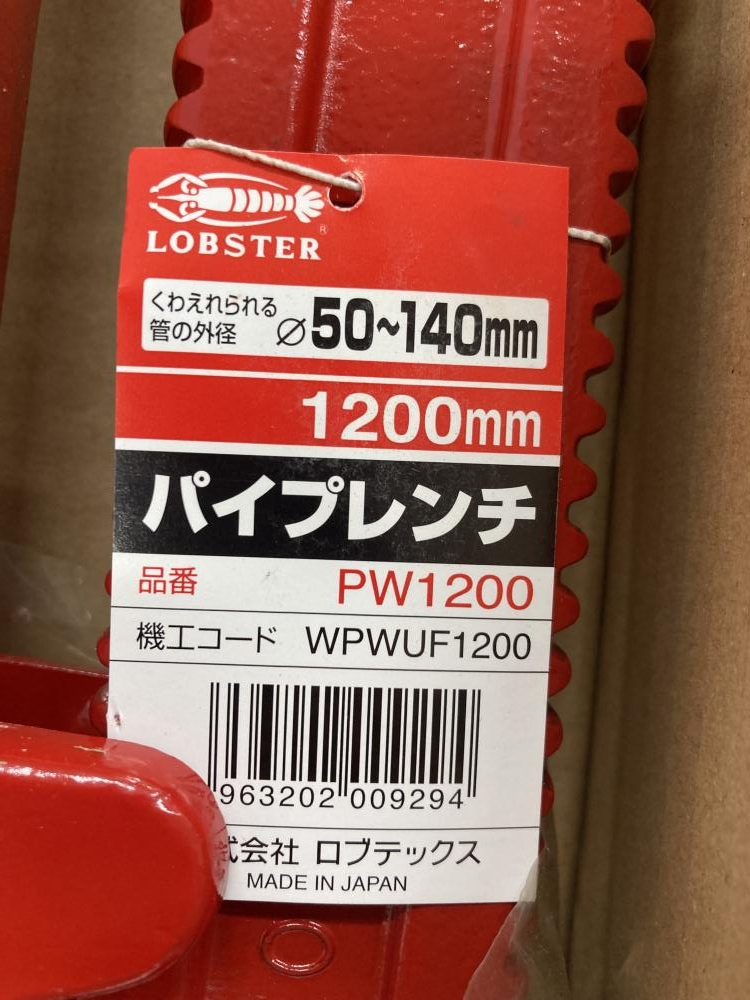 LOBSTER
®
くわえれられる
管の外径 ⌀50~140mm
1200mm
パイプレンチ
品番 PW1200
機工コード WPWUF1200
963202 009294
式会社 ロブテックス
MADE IN JAPAN